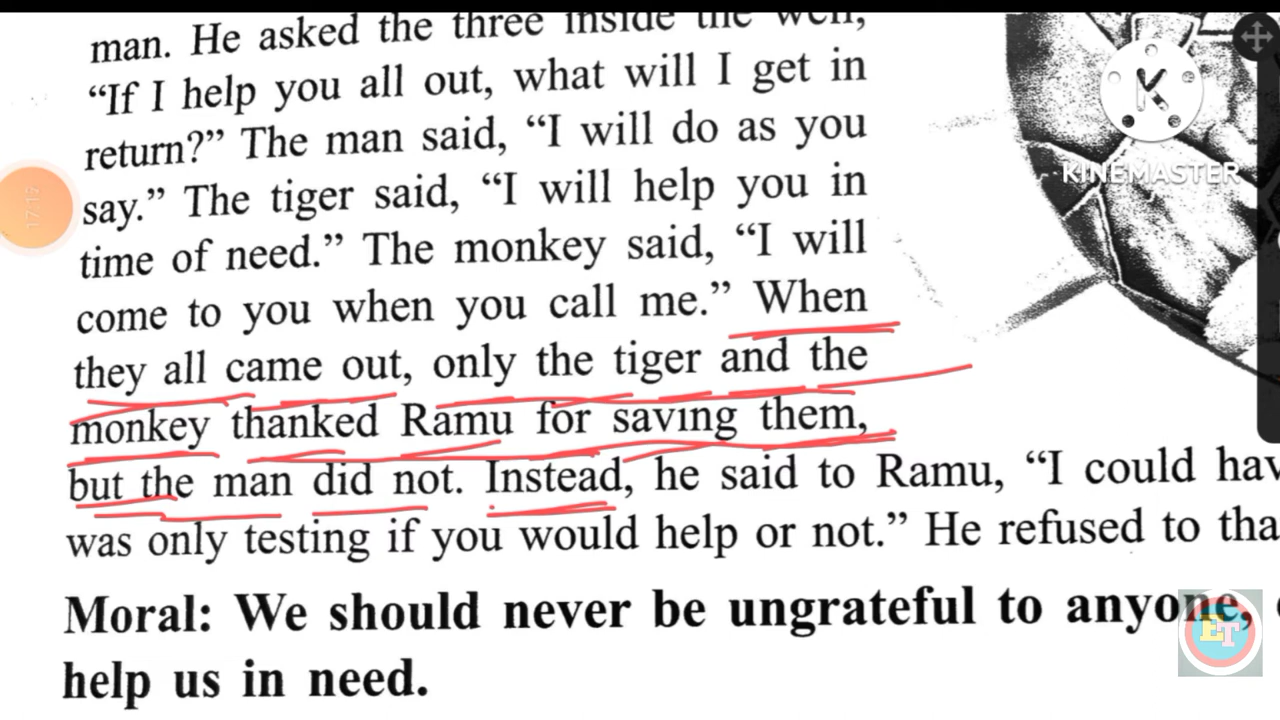 man. He asked the three inside the well,
“If I help you all out, what will I get in
return?” The man said, “I will do as you
say.” The tiger said, “I will help you in
time of need.” The monkey said, “I will
come to you when you call me.” When
they all came out, only the tiger and the
monkey thanked Ramu for saving them,
but the man did not. Instead, he said to Ramu, “I could
was only testing if you would help or not.” He refused to
Moral: We should never be ungrateful to anyone,
help us in need.
17:19
K
KINEMASTER
ET